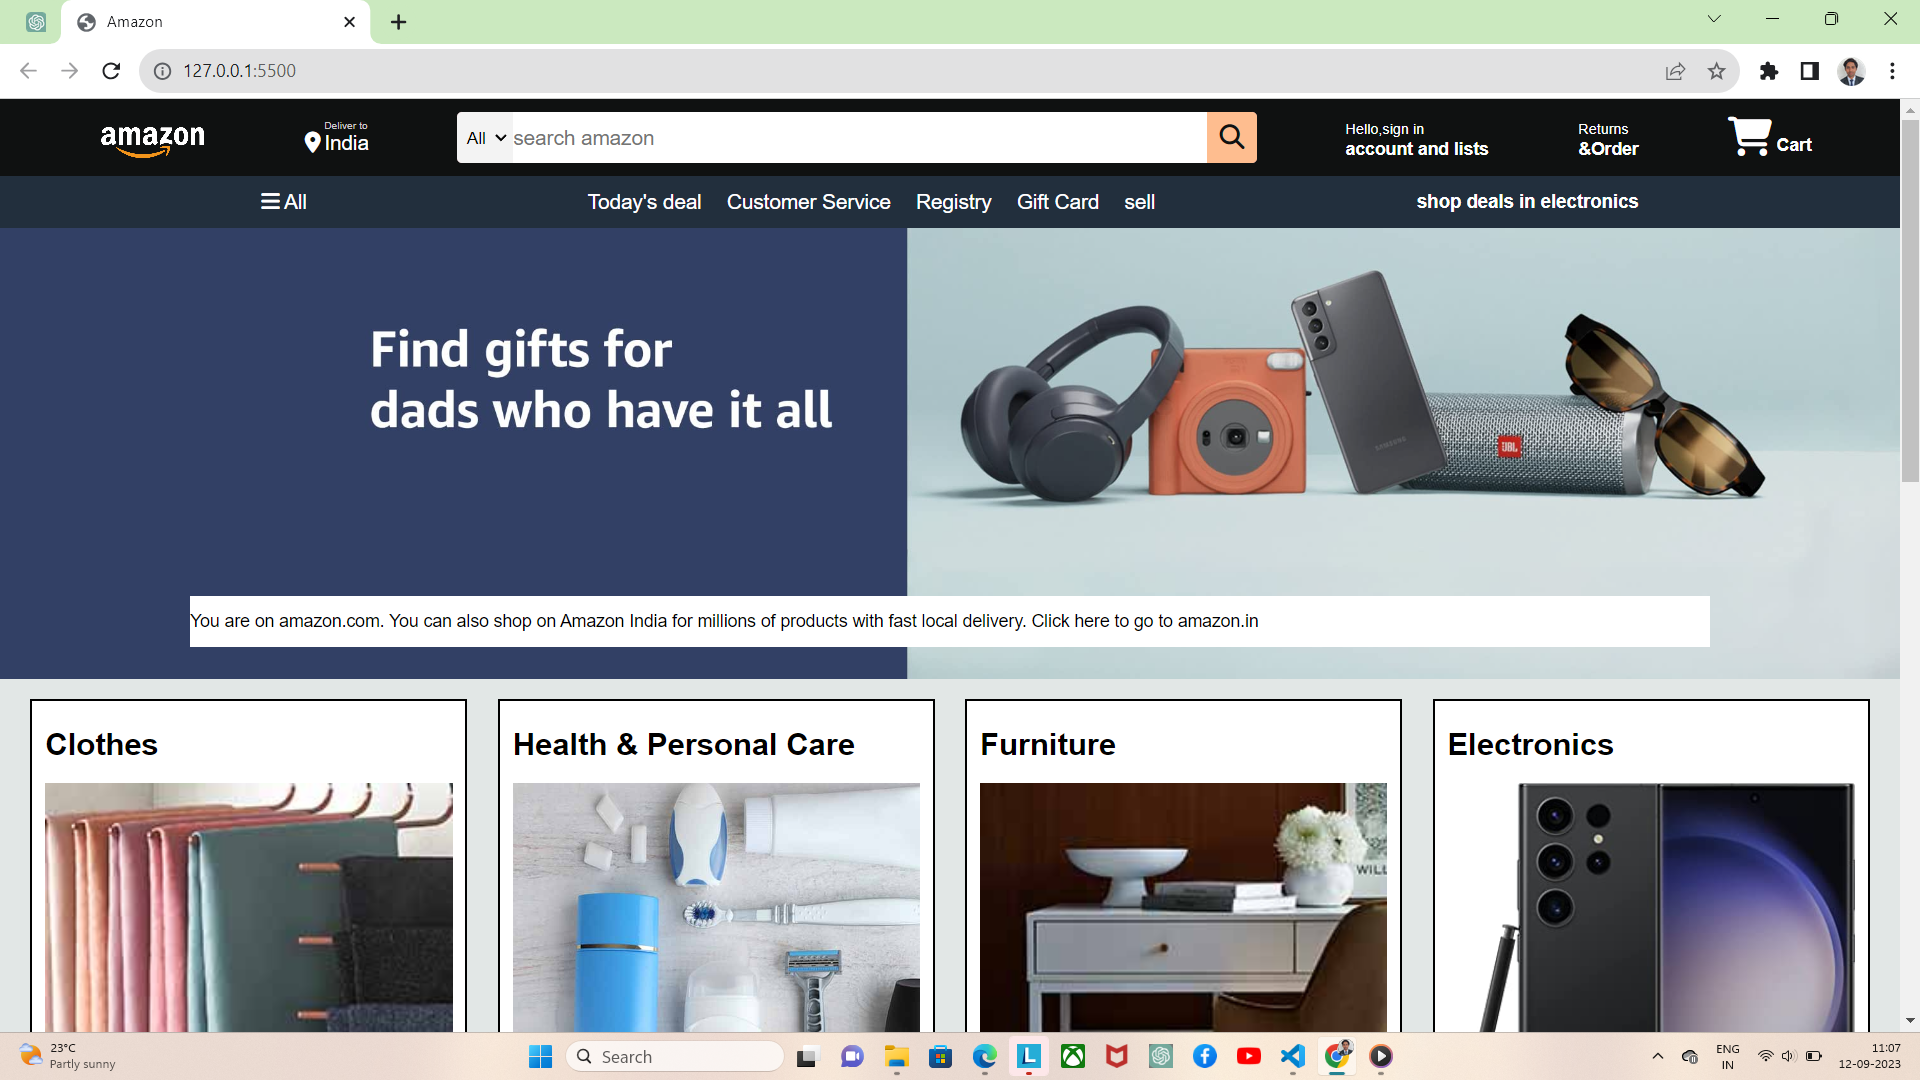 Amazon
127.0.0.1:5500
amazon
Deliver to
India
All
search amazon
Hello,sign in
account and lists
Returns
&Order
Cart
All
Today's deal
Customer Service
Registry
Gift Card
sell
shop deals in electronics
Find gifts for
dads who have it all
SAMSUNG
JBL
You are on amazon.com. You can also shop on Amazon India for millions of products with fast local delivery. Click here to go to amazon.in
Clothes
Health & Personal Care
Furniture
Electronics
WILL
23°C
Partly sunny
Search
L
ENG
IN
11:07
12-09-2023